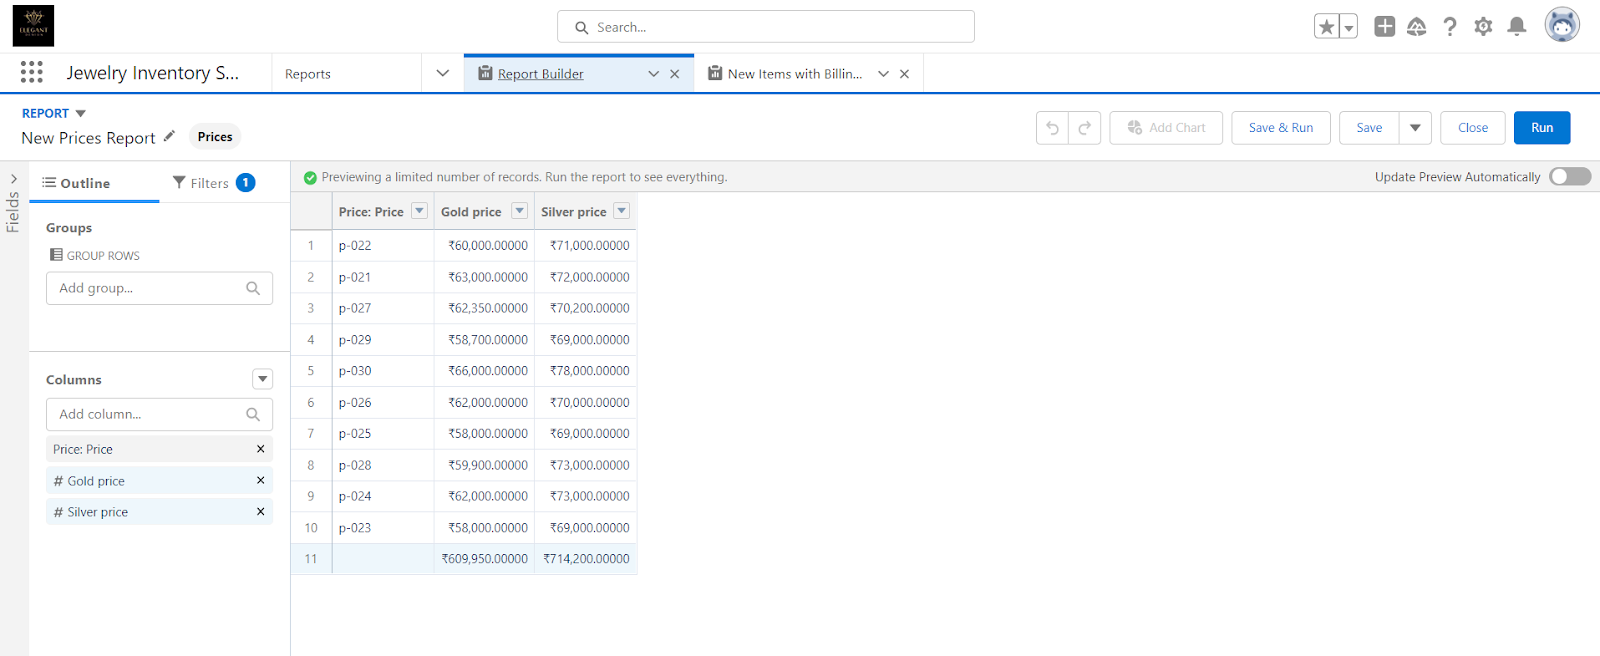 ELEGANT
Search...
Jewelry Inventory S...
Reports
Report Builder
New Items with Billin...
REPORT
New Prices Report
Prices
Add Chart
Save & Run
Save
Close
Run
Fields
Outline
Filters 1
Previewing a limited number of records. Run the report to see everything.
Update Preview Automatically
Groups
GROUP ROWS
Add group...
Columns
Add column...
Price: Price
# Gold price
# Silver price
Price: Price Gold price Silver price
1 p-022 ₹60,000.00000 ₹71,000.00000
2 p-021 ₹63,000.00000 ₹72,000.00000
3 p-027 ₹62,350.00000 ₹70,200.00000
4 p-029 ₹58,700.00000 ₹69,000.00000
5 p-030 ₹66,000.00000 ₹78,000.00000
6 p-026 ₹62,000.00000 ₹70,000.00000
7 p-025 ₹58,000.00000 ₹69,000.00000
8 p-028 ₹59,900.00000 ₹73,000.00000
9 p-024 ₹62,000.00000 ₹73,000.00000
10 p-023 ₹58,000.00000 ₹69,000.00000
11 ₹609,950.00000 ₹714,200.00000